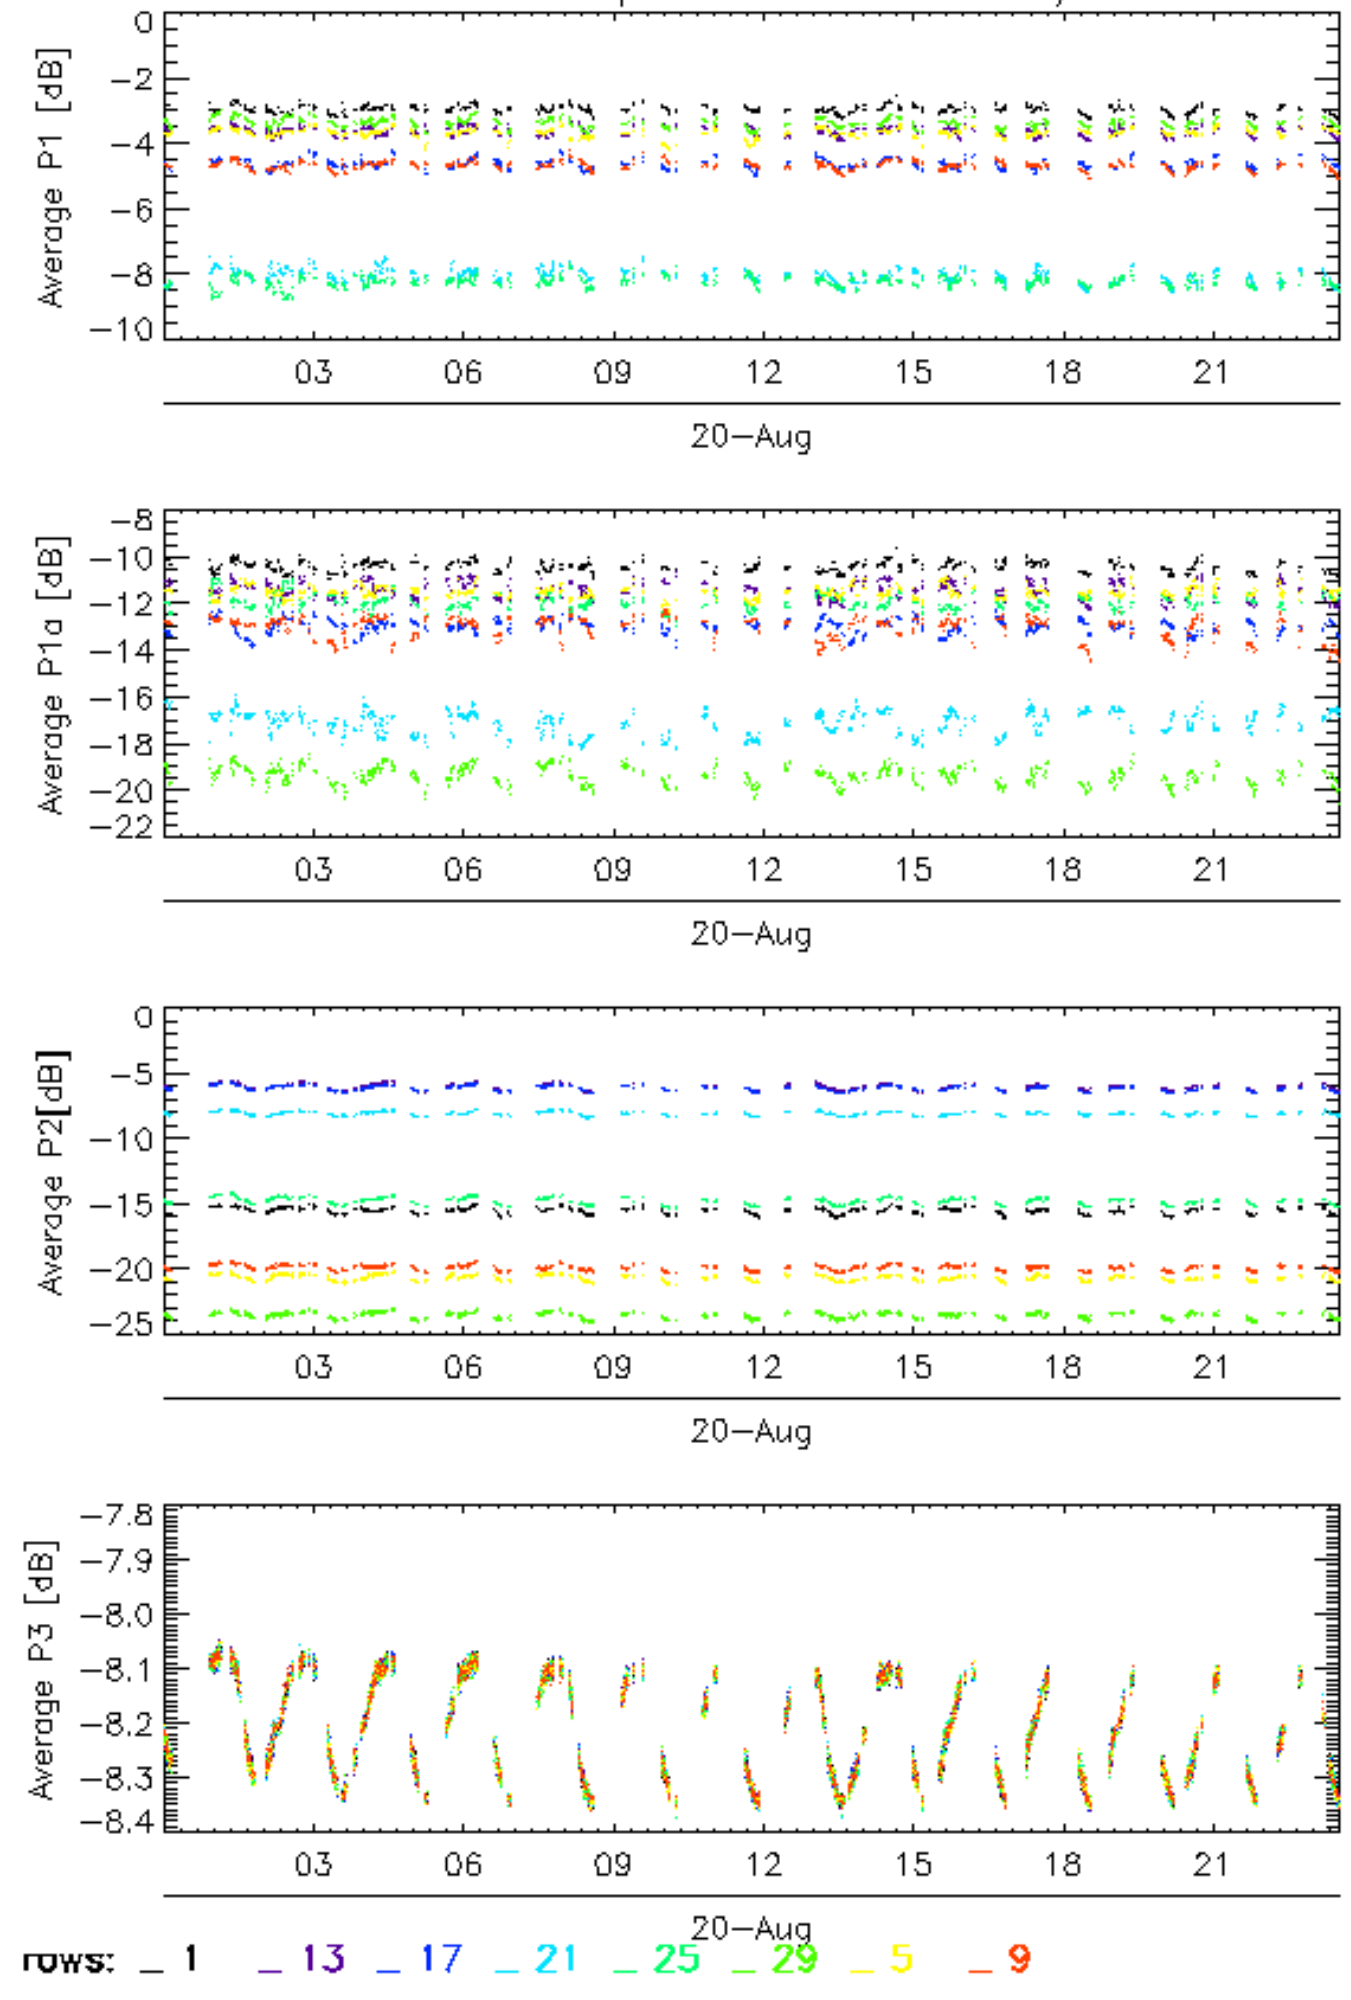 0
−2
−4
−6
−8
−10
Average P1 [dB]
03 06 09 12 15 18 21
20−Aug
−8
−10
−12
−14
−16
−18
−20
−22
Average P1a [dB]
03 06 09 12 15 18 21
20−Aug
0
−5
−10
−15
−20
−25
Average P2[dB]
03 06 09 12 15 18 21
20−Aug
−7.8
−7.9
−8.0
−8.1
−8.2
−8.3
−8.4
Average P3 [dB]
03 06 09 12 15 18 21
20−Aug
rows: _ 1 _ 13 _ 17 _ 21 _ 25 _ 29 _ 5 _ 9